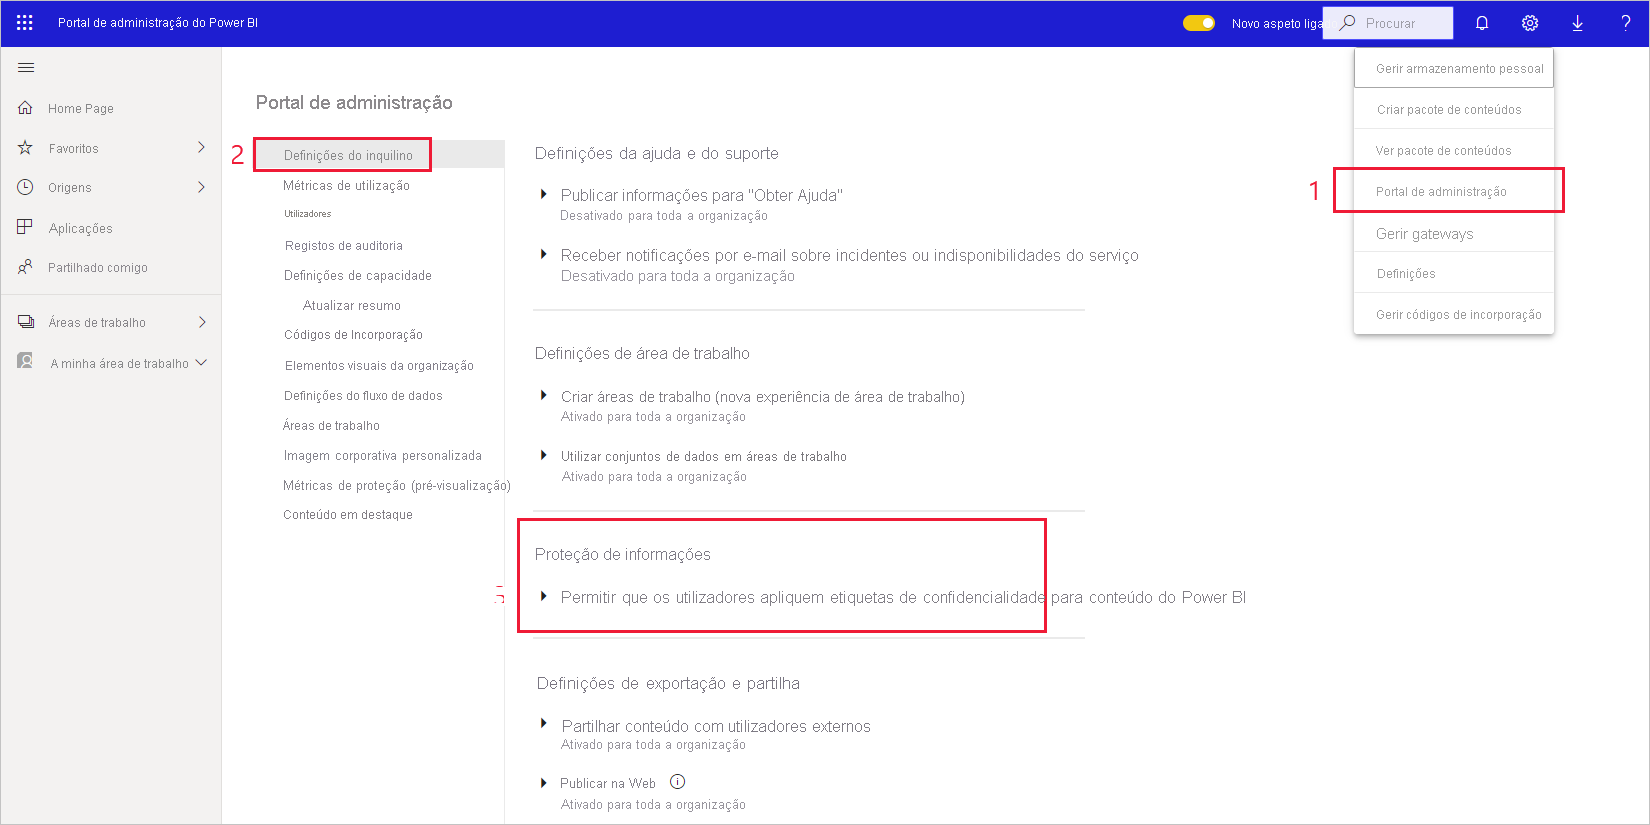 Portal de administração do Power BI
Novo aspeto liga
Procurar
?
Home Page
Favoritos
Origens
Aplicações
Partilhado comigo
Áreas de trabalho
A minha área de trabalho
Portal de administração
2
Definições do inquilino
Métricas de utilização
Utilizadores
Registos de auditoria
Definições de capacidade
Atualizar resumo
Códigos de Incorporação
Elementos visuais da organização
Definições do fluxo de dados
Áreas de trabalho
Imagem corporativa personalizada
Métricas de proteção (pré-visualização)
Conteúdo em destaque
Definições da ajuda e do suporte
Publicar informações para "Obter Ajuda"
Desativado para toda a organização
Receber notificações por e-mail sobre incidentes ou indisponibilidades do serviço
Desativado para toda a organização
Definições de área de trabalho
Criar áreas de trabalho (nova experiência de área de trabalho)
Ativado para toda a organização
Utilizar conjuntos de dados em áreas de trabalho
Ativado para toda a organização
Proteção de informações
Permitir que os utilizadores apliquem etiquetas de confidencialidade para conteúdo do Power BI
Definições de exportação e partilha
Partilhar conteúdo com utilizadores externos
Ativado para toda a organização
Publicar na Web
Ativado para toda a organização
Gerir armazenamento pessoal
Criar pacote de conteúdos
Ver pacote de conteúdos
1
Portal de administração
Gerir gateways
Definições
Gerir códigos de incorporação